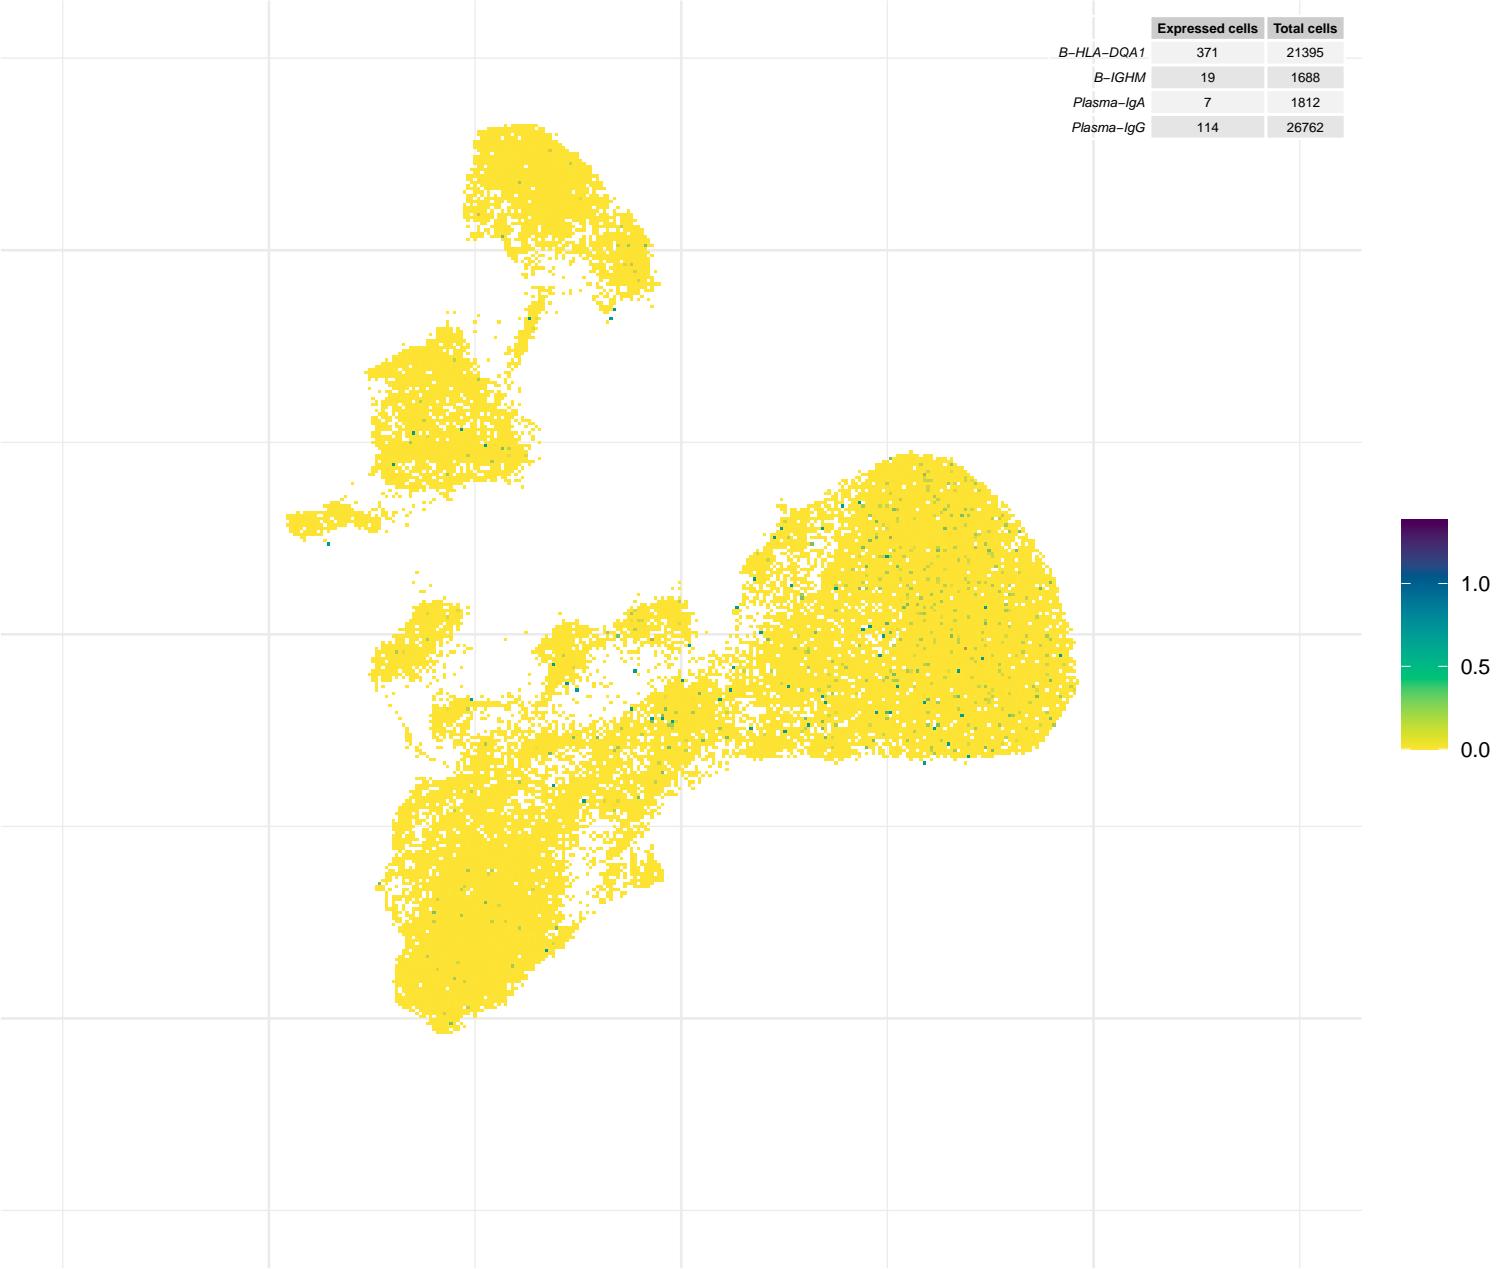 Expressed cells Total cells
B−HLA−DQA1 371 21395
B−IGHM 19 1688
Plasma−IgA 7 1812
Plasma−IgG 114 26762
1.0
0.5
0.0